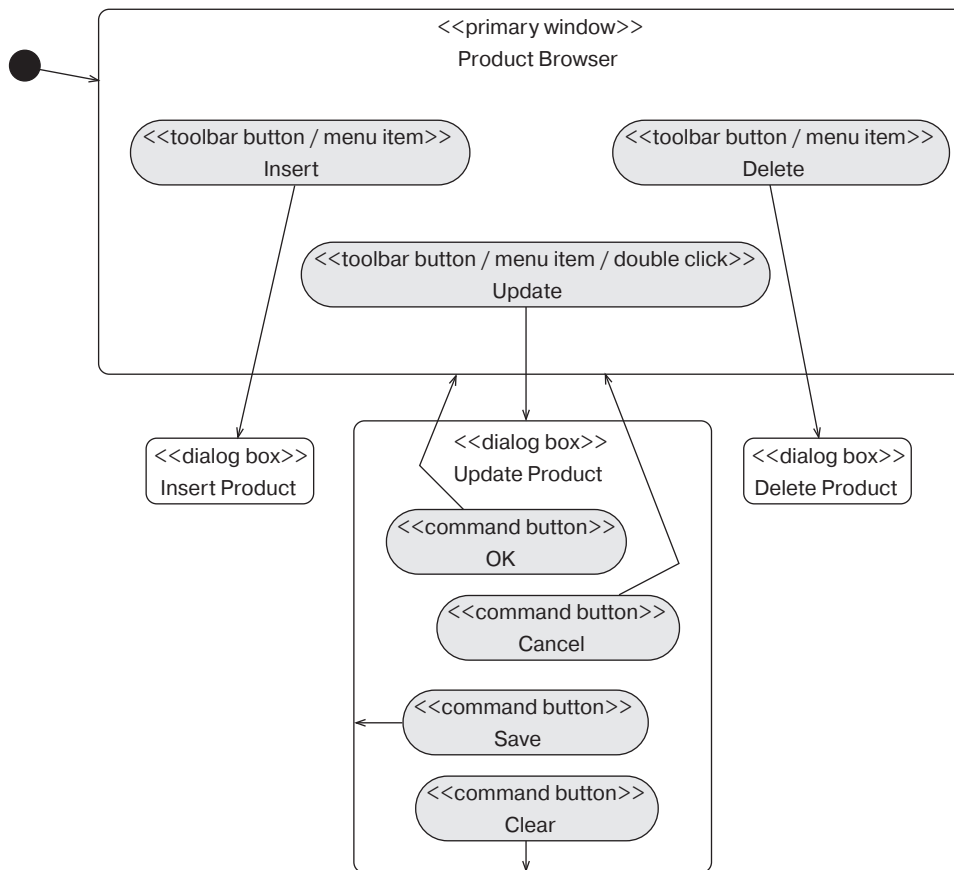 <<primary window>>
Product Browser
<<toolbar button / menu item>>
Insert
<<toolbar button / menu item>>
Delete
<<toolbar button / menu item / double click>>
Update
<<dialog box>>
Insert Product
<<dialog box>>
Update Product
<<dialog box>>
Delete Product
<<command button>>
OK
<<command button>>
Cancel
<<command button>>
Save
<<command button>>
Clear